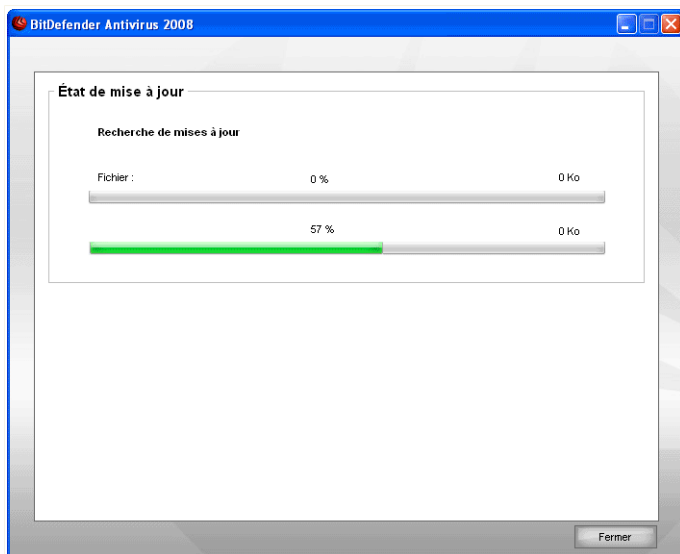 BitDefender Antivirus 2008
État de mise à jour
Recherche de mises à jour
Fichier : 0 % 0 Ko
57 % 0 Ko
Fermer